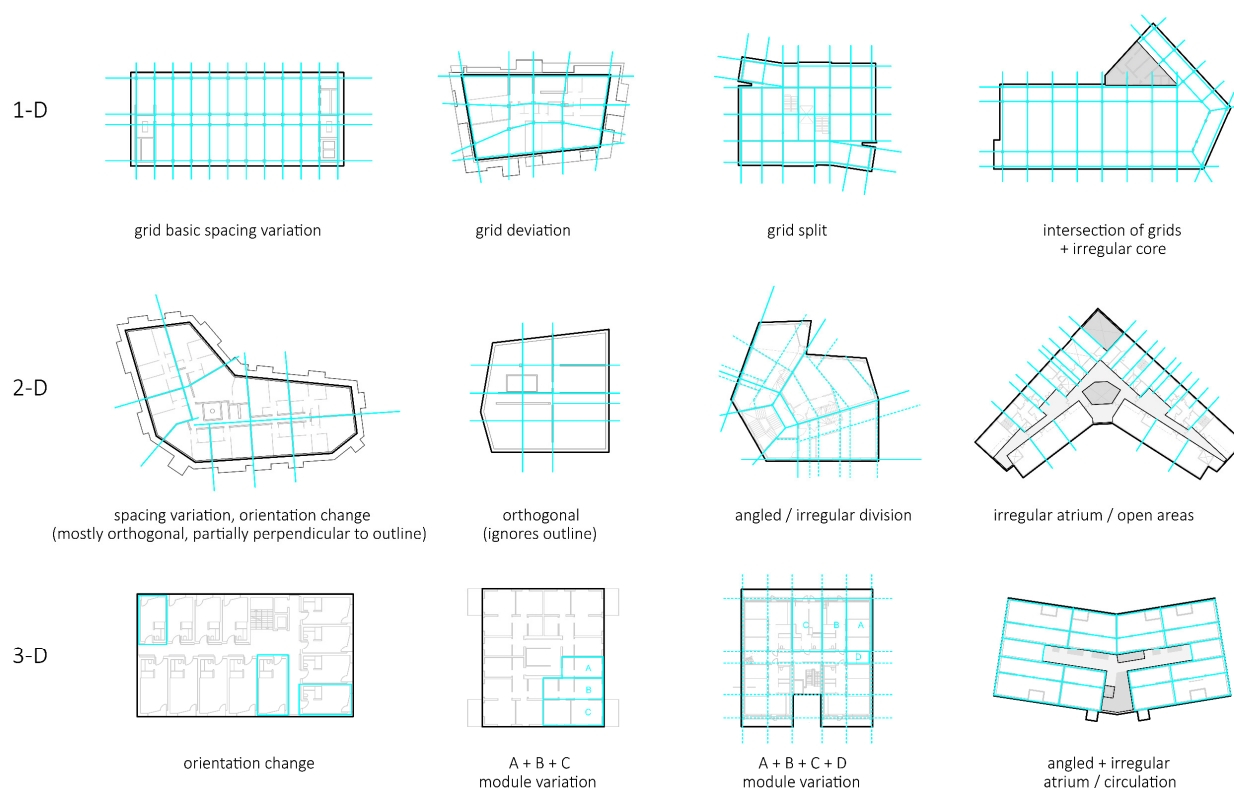 1-D
grid basic spacing variation
grid deviation
grid split
intersection of grids
+ irregular core
2-D
spacing variation, orientation change
(mostly orthogonal, partially perpendicular to outline)
orthogonal
(ignores outline)
angled / irregular division
irregular atrium / open areas
3-D
A
B
C
C
B
A
D
orientation change
A + B + C
module variation
A + B + C + D
module variation
angled + irregular
atrium / circulation